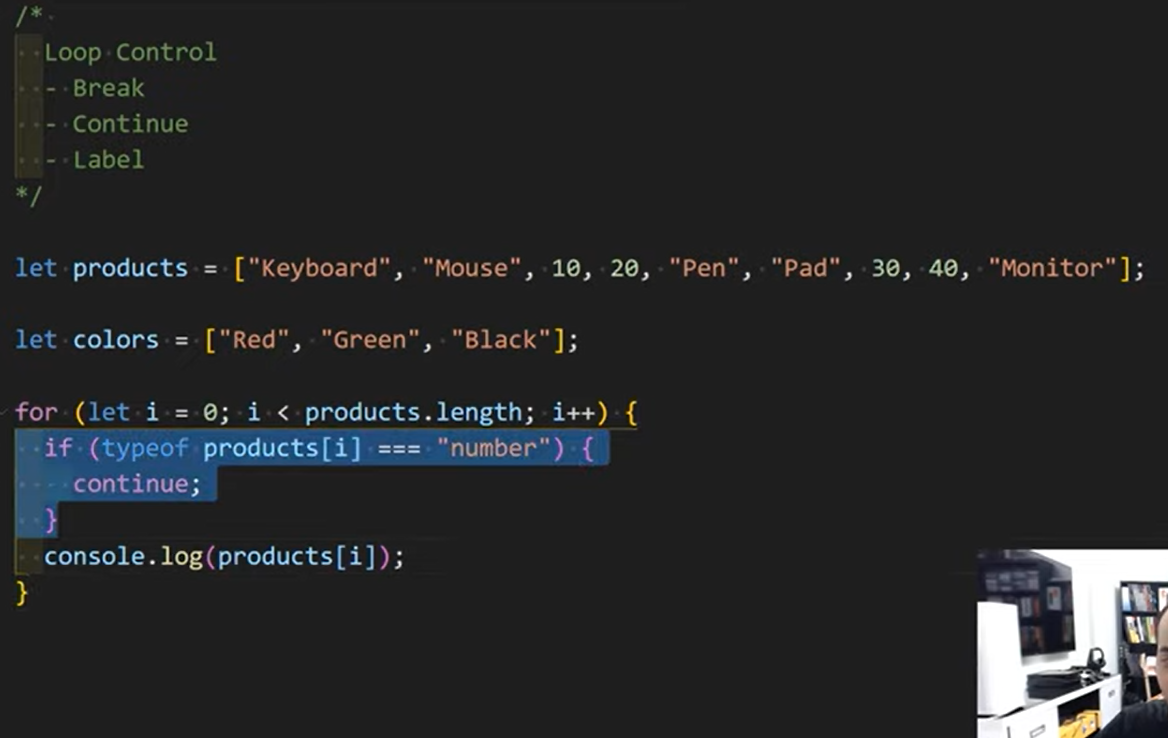 /*
  Loop Control
  - Break
  - Continue
  - Label
*/
let products = ["Keyboard", "Mouse", 10, 20, "Pen", "Pad", 30, 40, "Monitor"];
let colors = ["Red", "Green", "Black"];
for (let i = 0; i < products.length; i++) {
  if (typeof products[i] === "number") {
    continue;
  }
  console.log(products[i]);
}